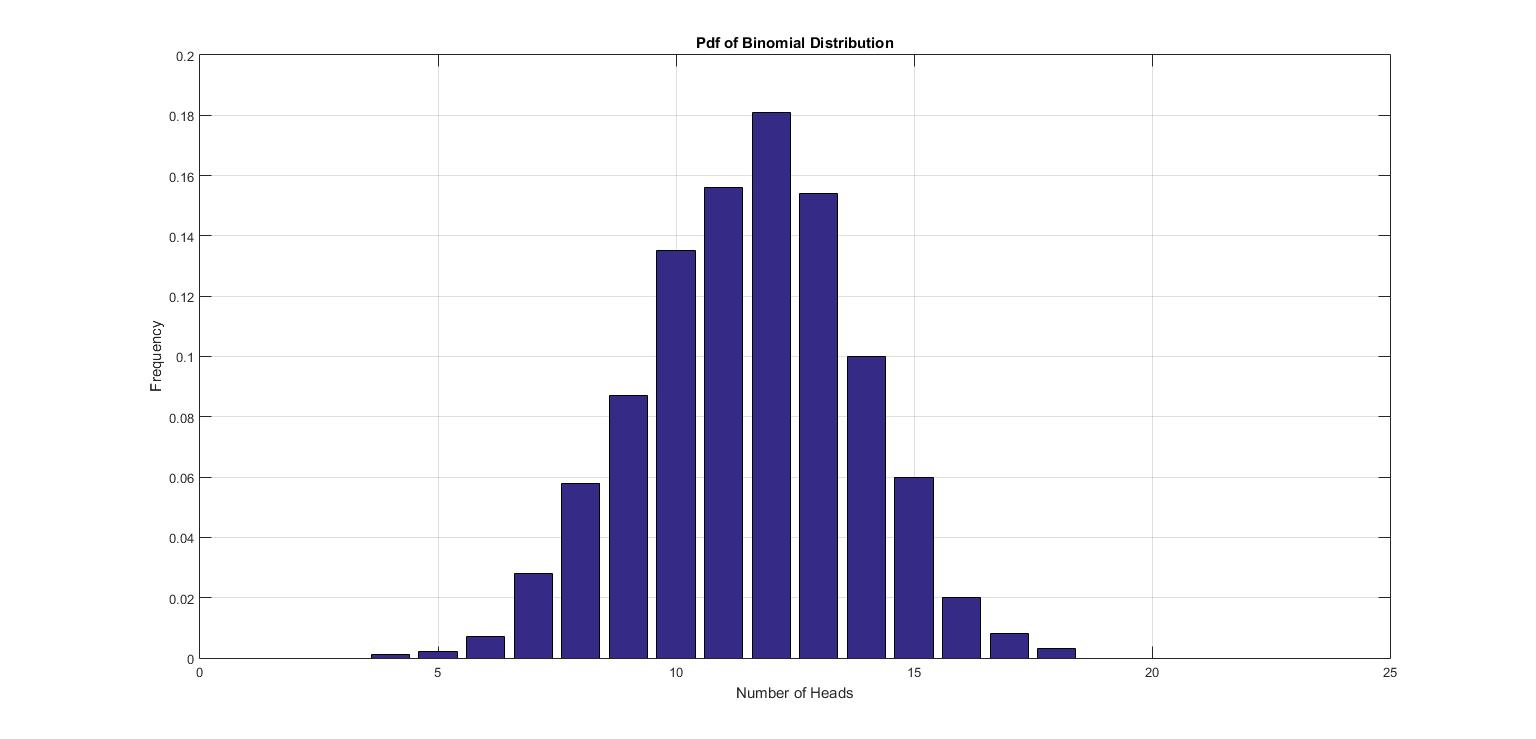 Pdf of Binomial Distribution
0.2
0.18
0.16
0.14
0.12
0.1
0.08
0.06
0.04
0.02
0
Frequency
0 5 10 15 20 25
Number of Heads